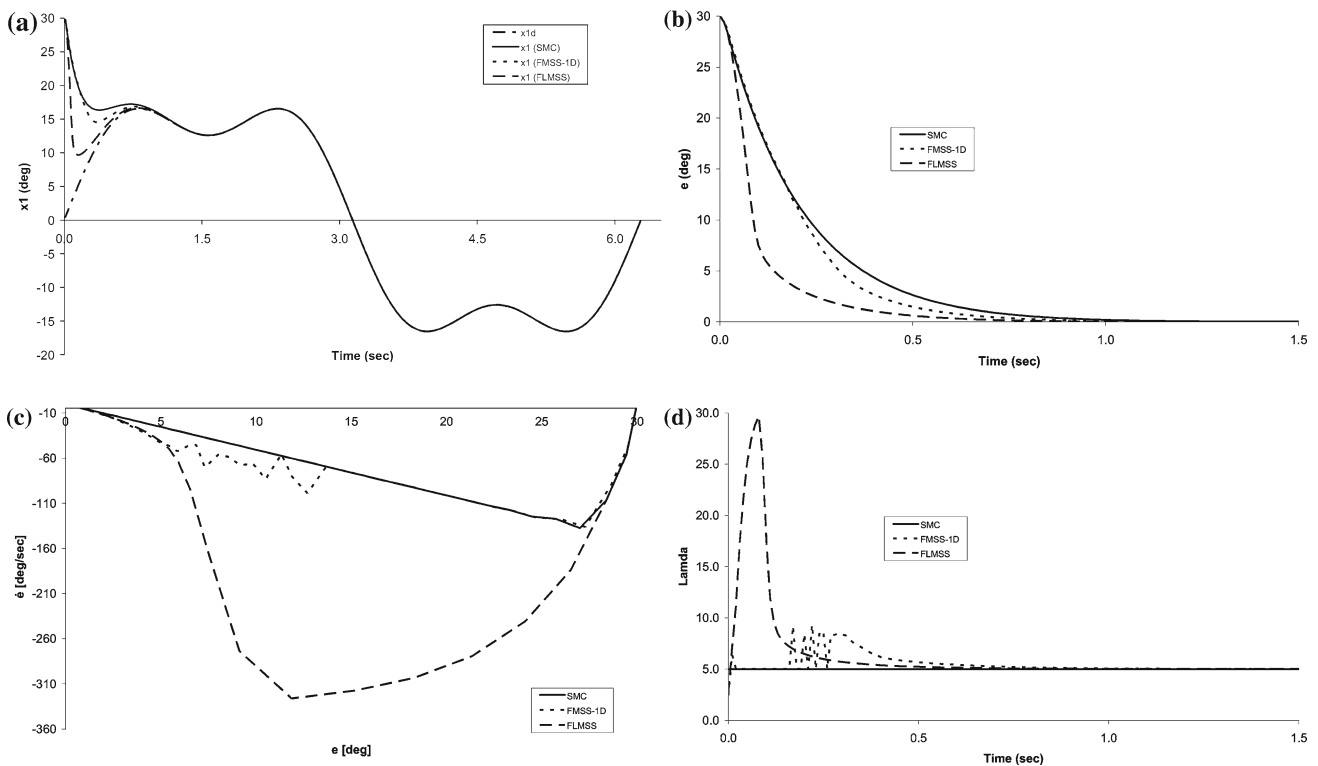 (a)
30
25
20
15
10
5
0
-5
-10
-15
-20
x1 (deg)
0.0 1.5 3.0 4.5 6.0
Time (sec)
x1d
x1 (SMC)
x1 (FMSS-1D)
x1 (FLMSS)
(b)
30
25
20
15
10
5
0
e (deg)
0.0 0.5 1.0 1.5
Time (sec)
SMC
FMSS-1D
FLMSS
(c)
-10
-60
-110
-160
-210
-260
-310
-360
ė [deg/sec]
0 5 10 15 20 25 30
e [deg]
SMC
FMSS-1D
FLMSS
(d)
30.0
25.0
20.0
15.0
10.0
5.0
0.0
Lamda
0.0 0.5 1.0 1.5
Time (sec)
SMC
FMSS-1D
FLMSS